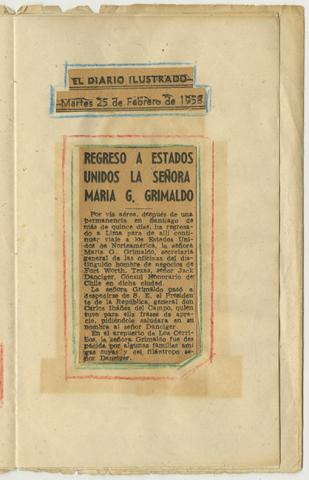 EL DIARIO ILUSTRADO
Martes 25 de Febrero de 1958
REGRESO A ESTADOS
UNIDOS LA SEÑORA
MARIA G. GRIMALDO
Por vía aérea, después de una
permanencia en Santiago de
más de quince días, ha regresa-
do a Lima para de allí conti-
nuar viaje a los Estados Uni-
dos de Norteamérica, la señora
Maria G. Grimaldo, secretaria
general de las oficinas del dis-
tinguido hombre de negocios de
Fort Worth, Texas, señor Jack
Danciger, Cónsul Honorario de
Chile en dicha ciudad.
La señora Grimaldo pasó a
despedirse de S. E. el Presiden-
te de la República, general don
Carlos Ibáñez del Campo, quien
tuvo para ella frases de apre-
cio, pidiéndole saludara en su
nombre al señor Danciger.
En el aeropuerto de Los Cerri-
llos, la señora Grimaldo fue des
pedida por algunas familias ami
gas suyas y del filántropo se-
ñor Danciger.